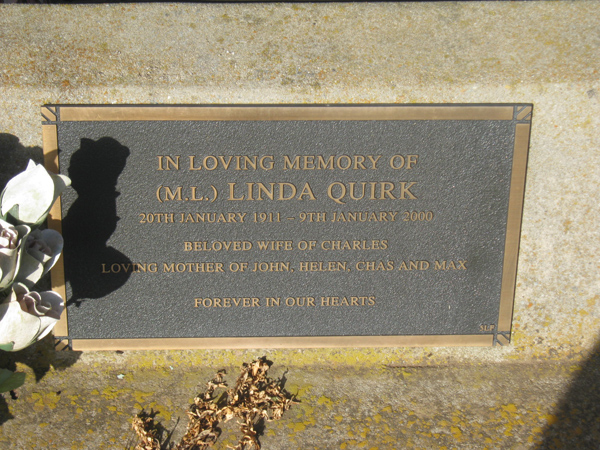 IN LOVING MEMORY OF
(M.L.) LINDA QUIRK
20TH JANUARY 1911 - 9TH JANUARY 2000
BELOVED WIFE OF CHARLES
LOVING MOTHER OF JOHN, HELEN, CHAS AND MAX
FOREVER IN OUR HEARTS